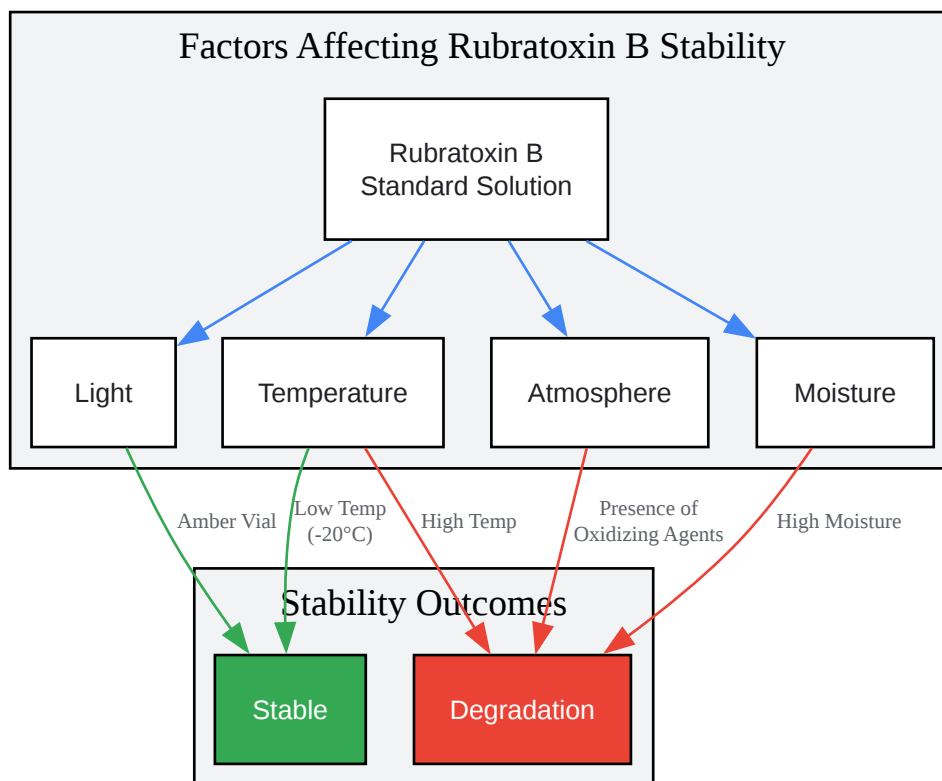 Factors Affecting Rubratoxin B Stability
Rubratoxin B
Standard Solution
Light
Temperature
Atmosphere
Moisture
Amber Vial
Low Temp
(-20°C)
High Temp
Presence of
Oxidizing Agents
High Moisture
Stability Outcomes
Stable
Degradation